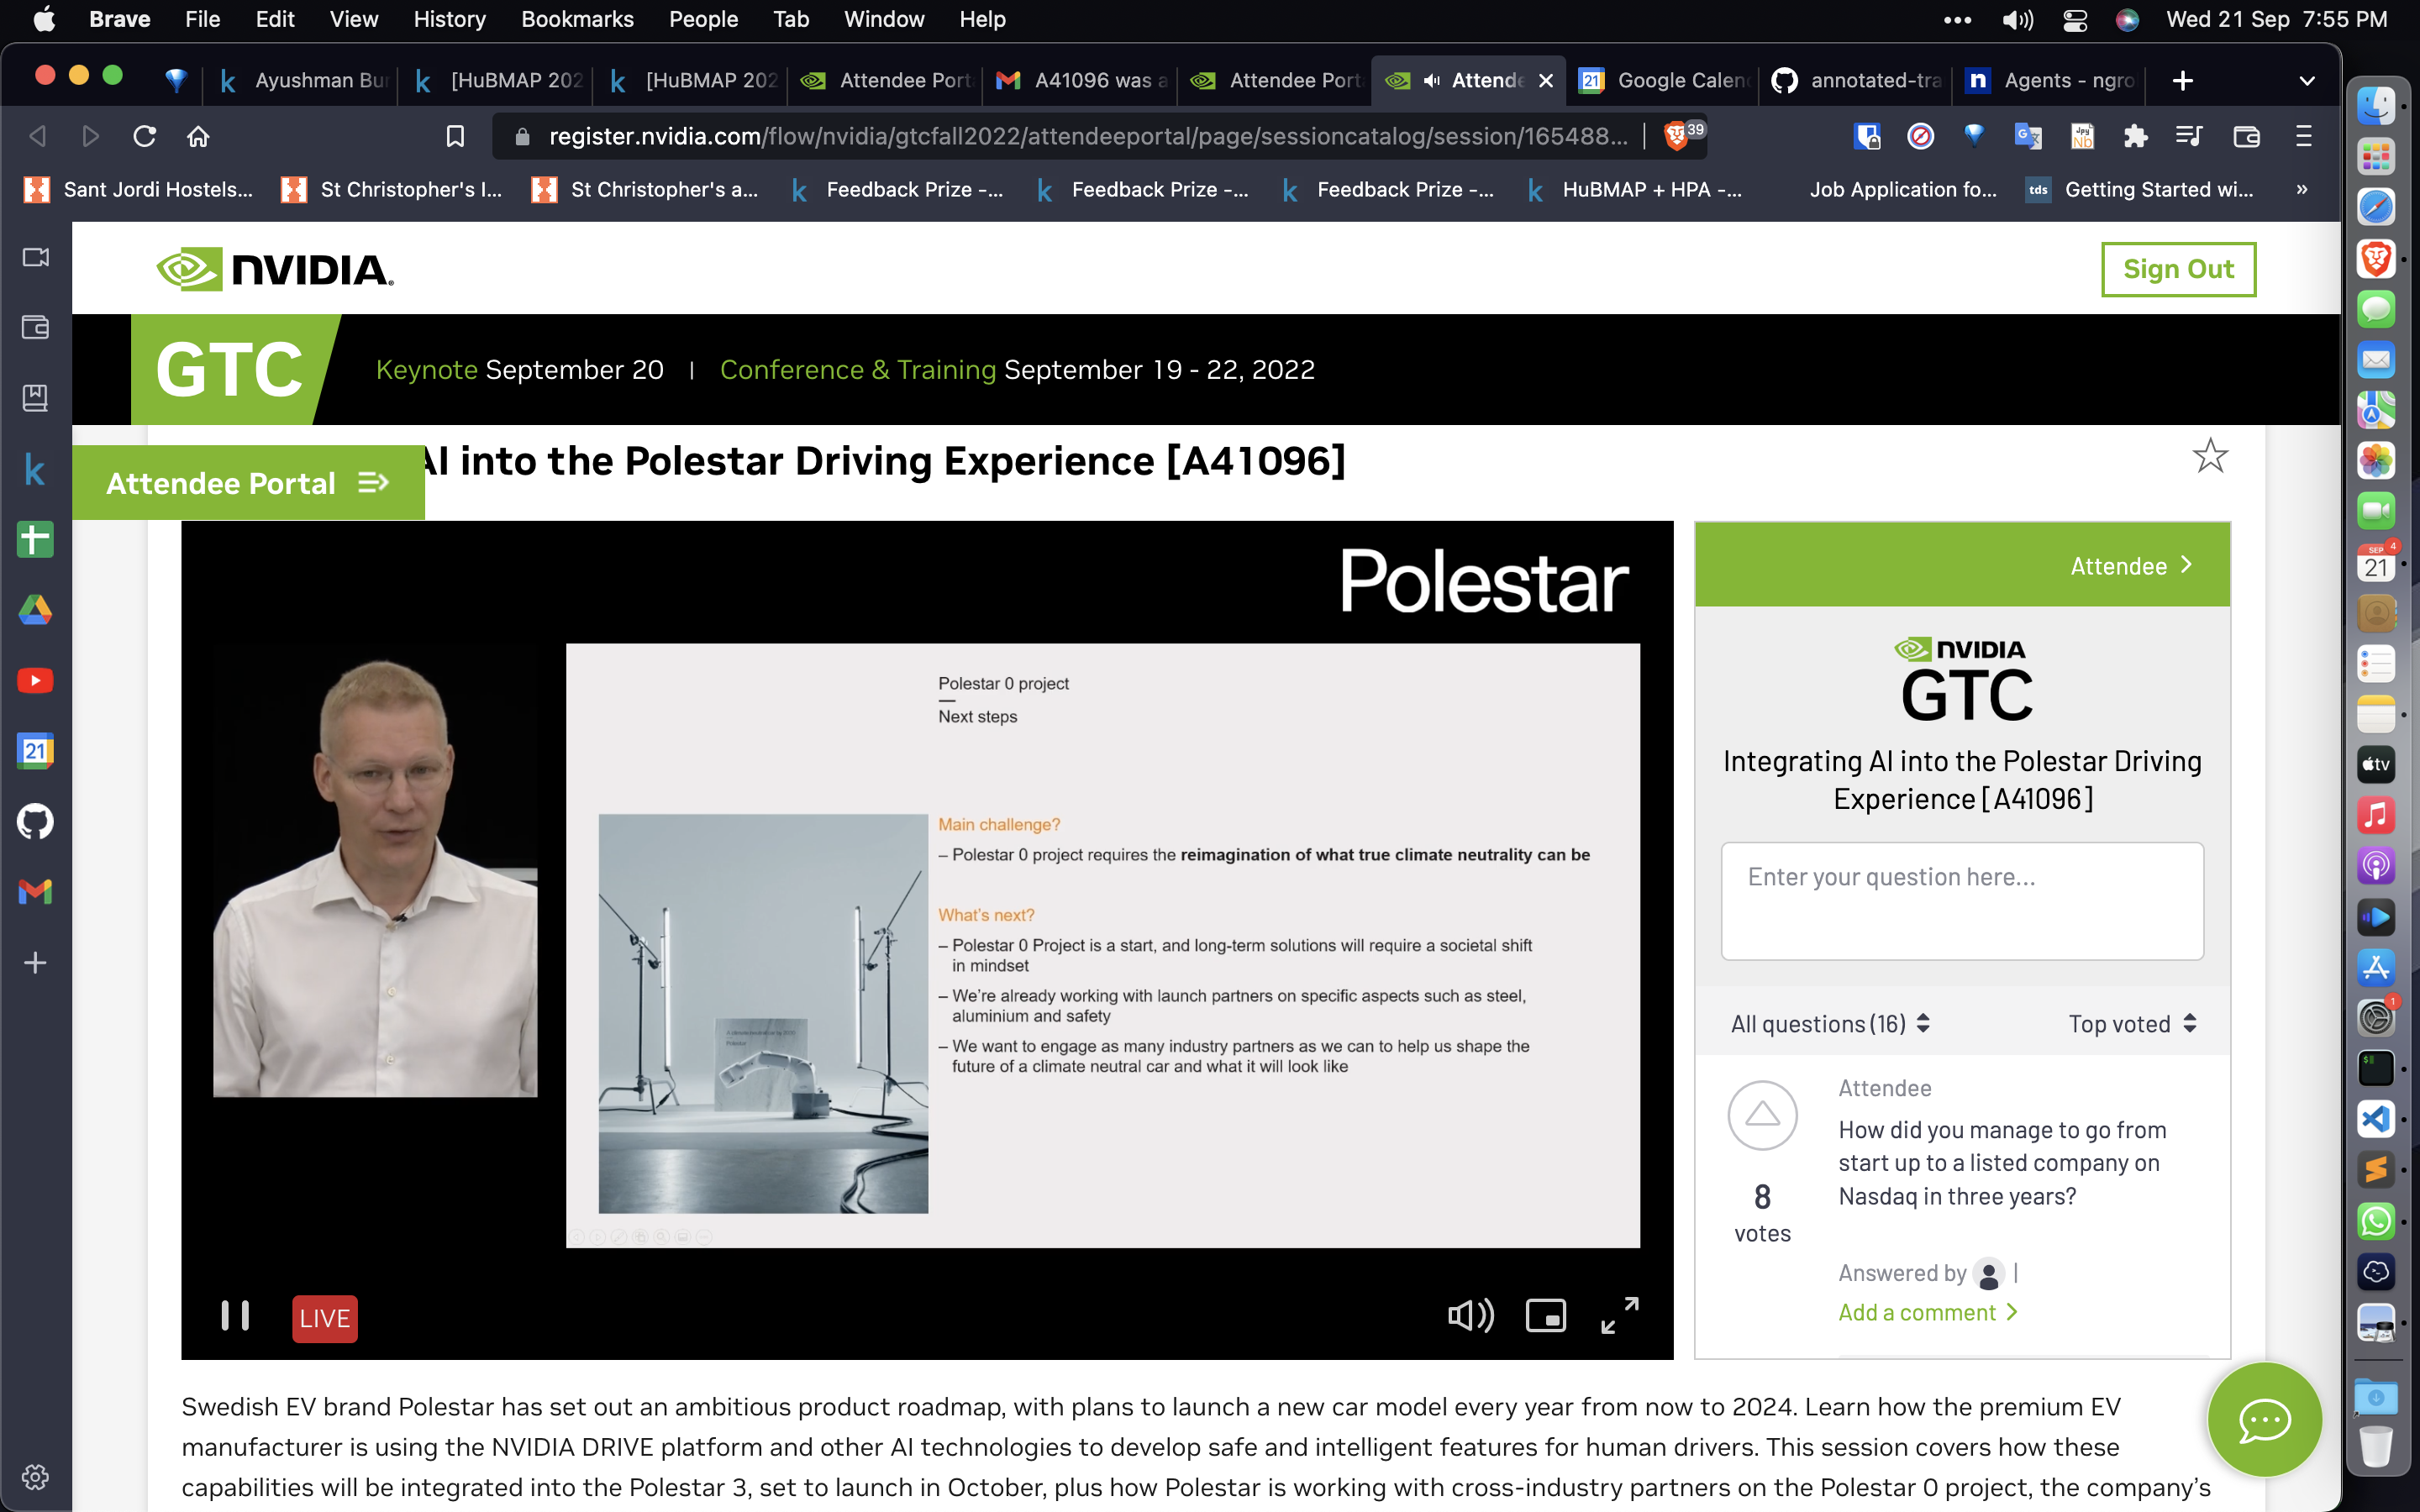 Brave File Edit View History Bookmarks People Tab Window Help Wed 21 Sep 7:55 PM
Ayushman Bur [HuBMAP 202 [HuBMAP 202 Attendee Port A41096 was a Attendee Port Attende Google Calen annotated-tra Agents - ngro
register.nvidia.com/flow/nvidia/gtcfall2022/attendeeportal/page/sessioncatalog/session/165488... 39
Sant Jordi Hostels... St Christopher's I... St Christopher's a... Feedback Prize -... Feedback Prize -... Feedback Prize -... HuBMAP + HPA -... Job Application fo... tds Getting Started wi... »
NVIDIA.
Sign Out
GTC
Keynote September 20 | Conference & Training September 19 - 22, 2022
Attendee Portal
AI into the Polestar Driving Experience [A41096]
Polestar
Polestar 0 project
—
Next steps
Main challenge?
– Polestar 0 project requires the reimagination of what true climate neutrality can be
What's next?
– Polestar 0 Project is a start, and long-term solutions will require a societal shift
in mindset
– We're already working with launch partners on specific aspects such as steel,
aluminium and safety
– We want to engage as many industry partners as we can to help us shape the
future of a climate neutral car and what it will look like
LIVE
Attendee
NVIDIA
GTC
Integrating AI into the Polestar Driving
Experience [A41096]
Enter your question here...
All questions (16) Top voted
Attendee
How did you manage to go from
start up to a listed company on
Nasdaq in three years?
8
votes
Answered by |
Add a comment
Swedish EV brand Polestar has set out an ambitious product roadmap, with plans to launch a new car model every year from now to 2024. Learn how the premium EV
manufacturer is using the NVIDIA DRIVE platform and other AI technologies to develop safe and intelligent features for human drivers. This session covers how these
capabilities will be integrated into the Polestar 3, set to launch in October, plus how Polestar is working with cross-industry partners on the Polestar 0 project, the company's
21
SEP
21
4
tv
1